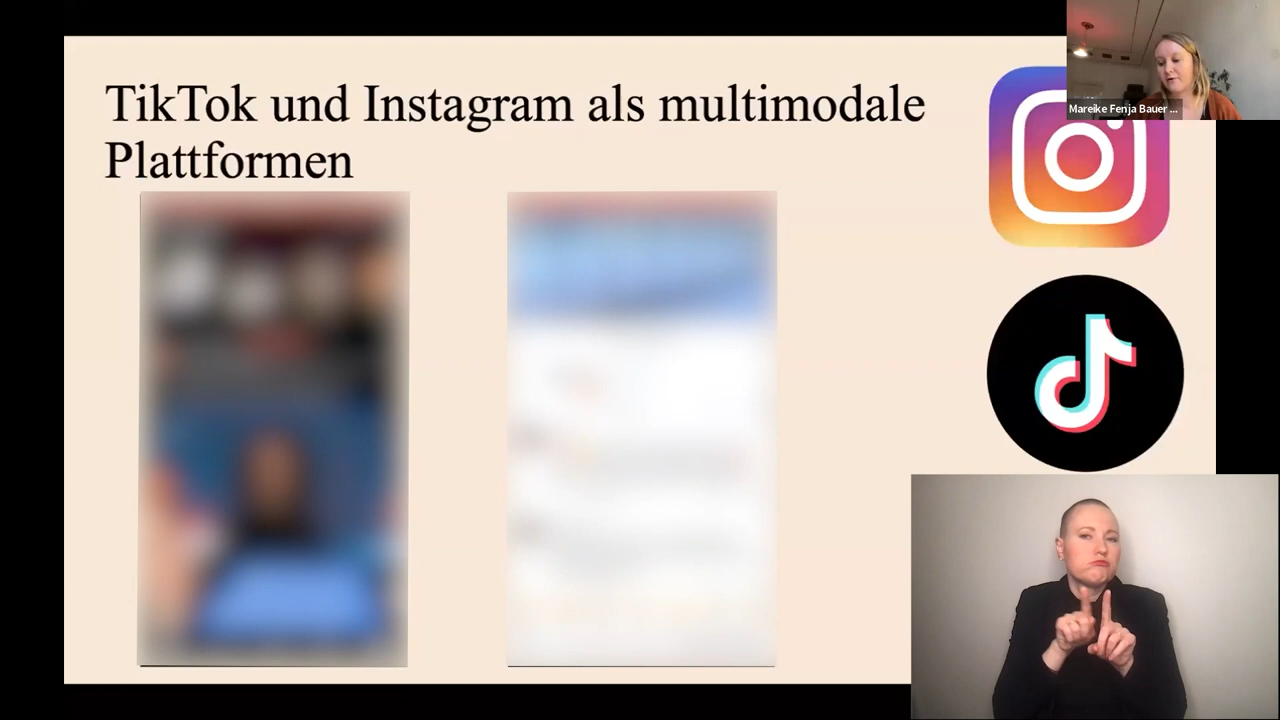 TikTok und Instagram als multimodale
Plattformen
Mareike Fenja Bauer ...